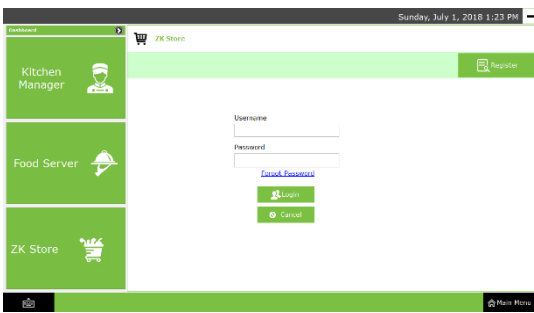 Sunday, July 1, 2018 1:23 PM
Dashboard
ZK Store
Register
Kitchen
Manager
Username
Password
Forgot Password
Food Server
Login
Cancel
ZK Store
Main Menu